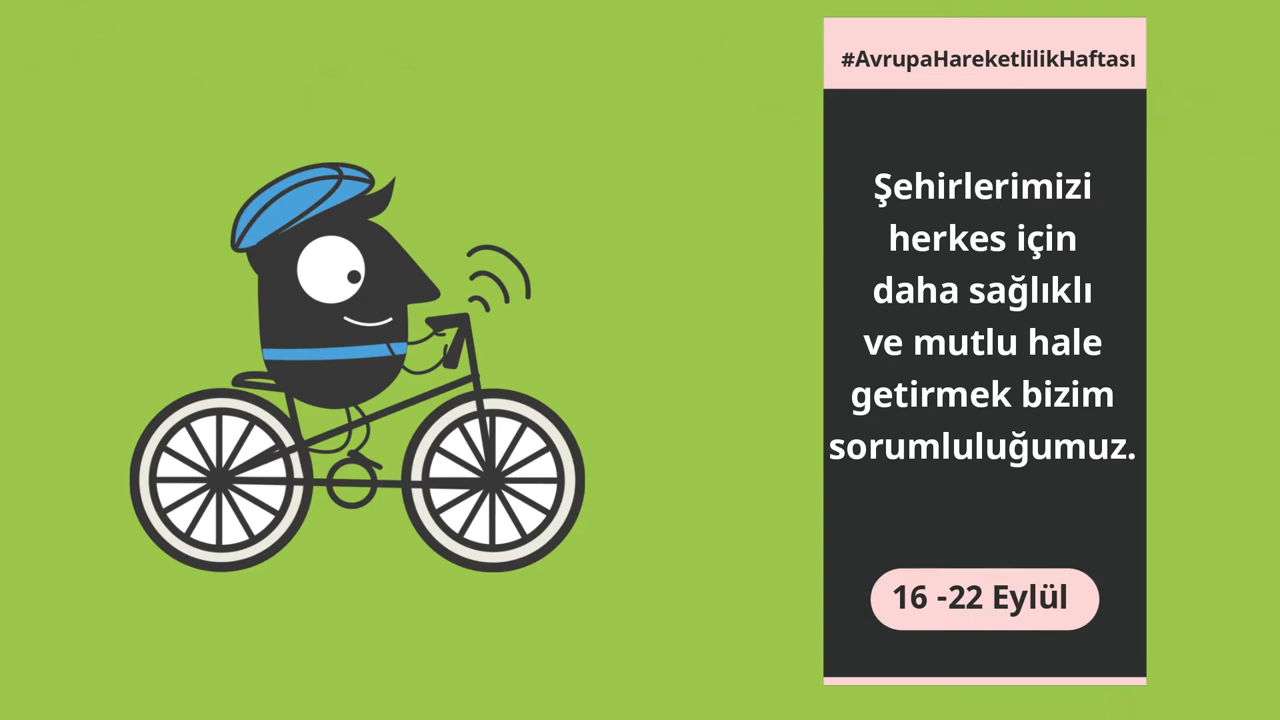 #AvrupaHareketlilikHaftası
Şehirlerimizi
herkes için
daha sağlıklı
ve mutlu hale
getirmek bizim
sorumluluğumuz.
16 -22 Eylül